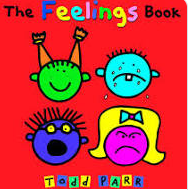 The Feelings Book
Todd PARR